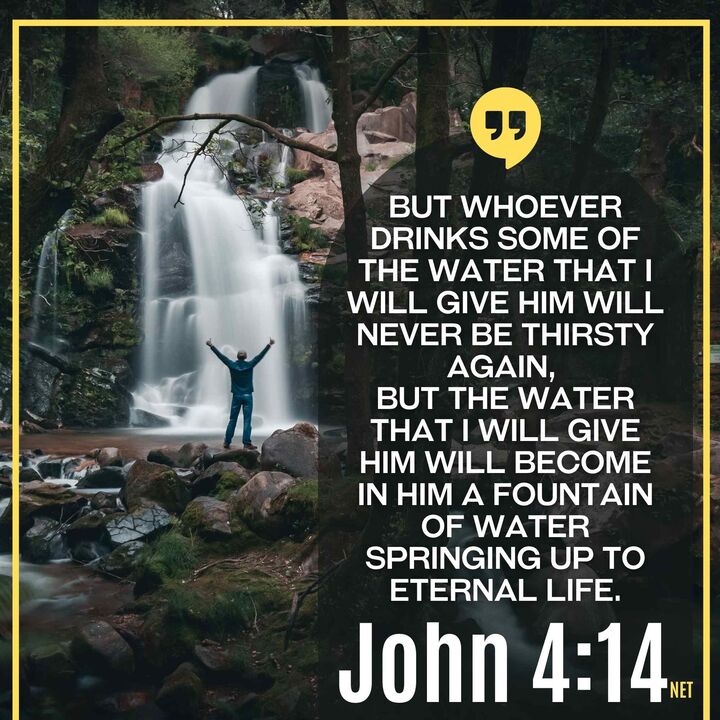 BUT WHOEVER
DRINKS SOME OF
THE WATER THAT I
WILL GIVE HIM WILL
NEVER BE THIRSTY
AGAIN,
BUT THE WATER
THAT I WILL GIVE
HIM WILL BECOME
IN HIM A FOUNTAIN
OF WATER
SPRINGING UP TO
ETERNAL LIFE.
John 4:14 NET